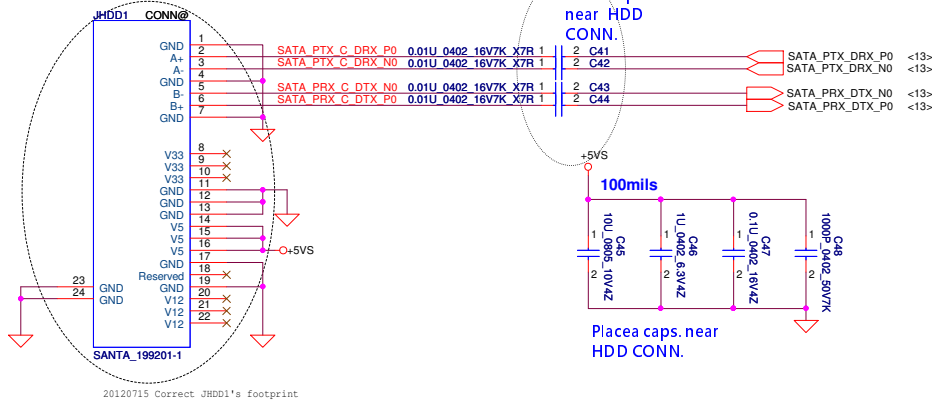 JHDD1 CONN@
near HDD
CONN.
1
GND
2
A+
3
A-
4
GND
5
B-
6
B+
7
GND
SATA_PTX_C_DRX_P0 0.01U_0402_16V7K_X7R 1 2 C41
SATA_PTX_C_DRX_N0 0.01U_0402_16V7K_X7R 1 2 C42
SATA_PRX_C_DTX_N0 0.01U_0402_16V7K_X7R 1 2 C43
SATA_PRX_C_DTX_P0 0.01U_0402_16V7K_X7R 1 2 C44
SATA_PTX_DRX_P0 <13>
SATA_PTX_DRX_N0 <13>
SATA_PRX_DTX_N0 <13>
SATA_PRX_DTX_P0 <13>
8
V33
9
V33
10
V33
11
GND
12
GND
13
GND
14
V5
15
V5
16
V5
+5VS
17
GND
18
Reserved
19
GND
20
V12
21
V12
22
V12
23
GND
24
GND
SANTA_199201-1
+5VS
100mils
1
2
C45
10U_0805_10V4Z
1
2
C46
1U_0402_6.3V4Z
1
2
C47
0.1U_0402_16V4Z
1
2
C48
1000P_0402_50V7K
Placea caps. near
HDD CONN.
20120715 Correct JHDD1's footprint